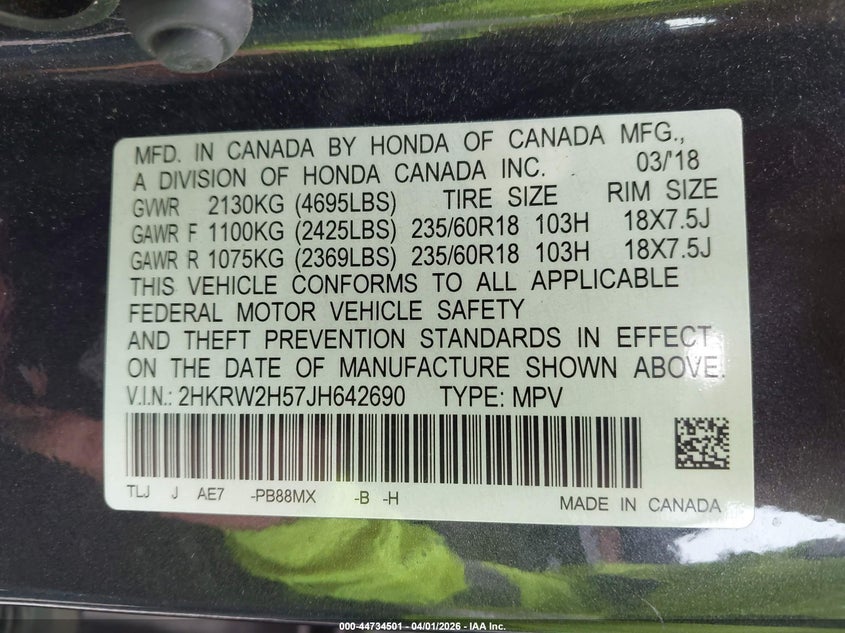 MFD. IN CANADA BY HONDA OF CANADA MFG.,
A DIVISION OF HONDA CANADA INC. 03/'18
GVWR 2130KG (4695LBS) TIRE SIZE RIM SIZE
GAWR F 1100KG (2425LBS) 235/60R18 103H 18X7.5J
GAWR R 1075KG (2369LBS) 235/60R18 103H 18X7.5J
THIS VEHICLE CONFORMS TO ALL APPLICABLE
FEDERAL MOTOR VEHICLE SAFETY
AND THEFT PREVENTION STANDARDS IN EFFECT
ON THE DATE OF MANUFACTURE SHOWN ABOVE.
V.I.N.: 2HKRW2H57JH642690 TYPE: MPV
TLJ J AE7 -PB88MX -B -H
MADE IN CANADA
000-44734501 - 04/01/2026 - IAA Inc.